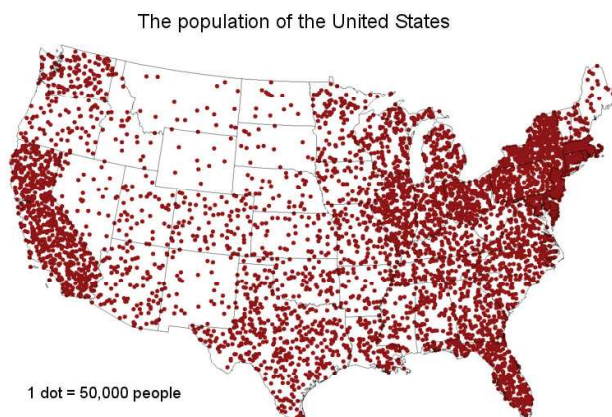 The population of the United States
1 dot = 50,000 people